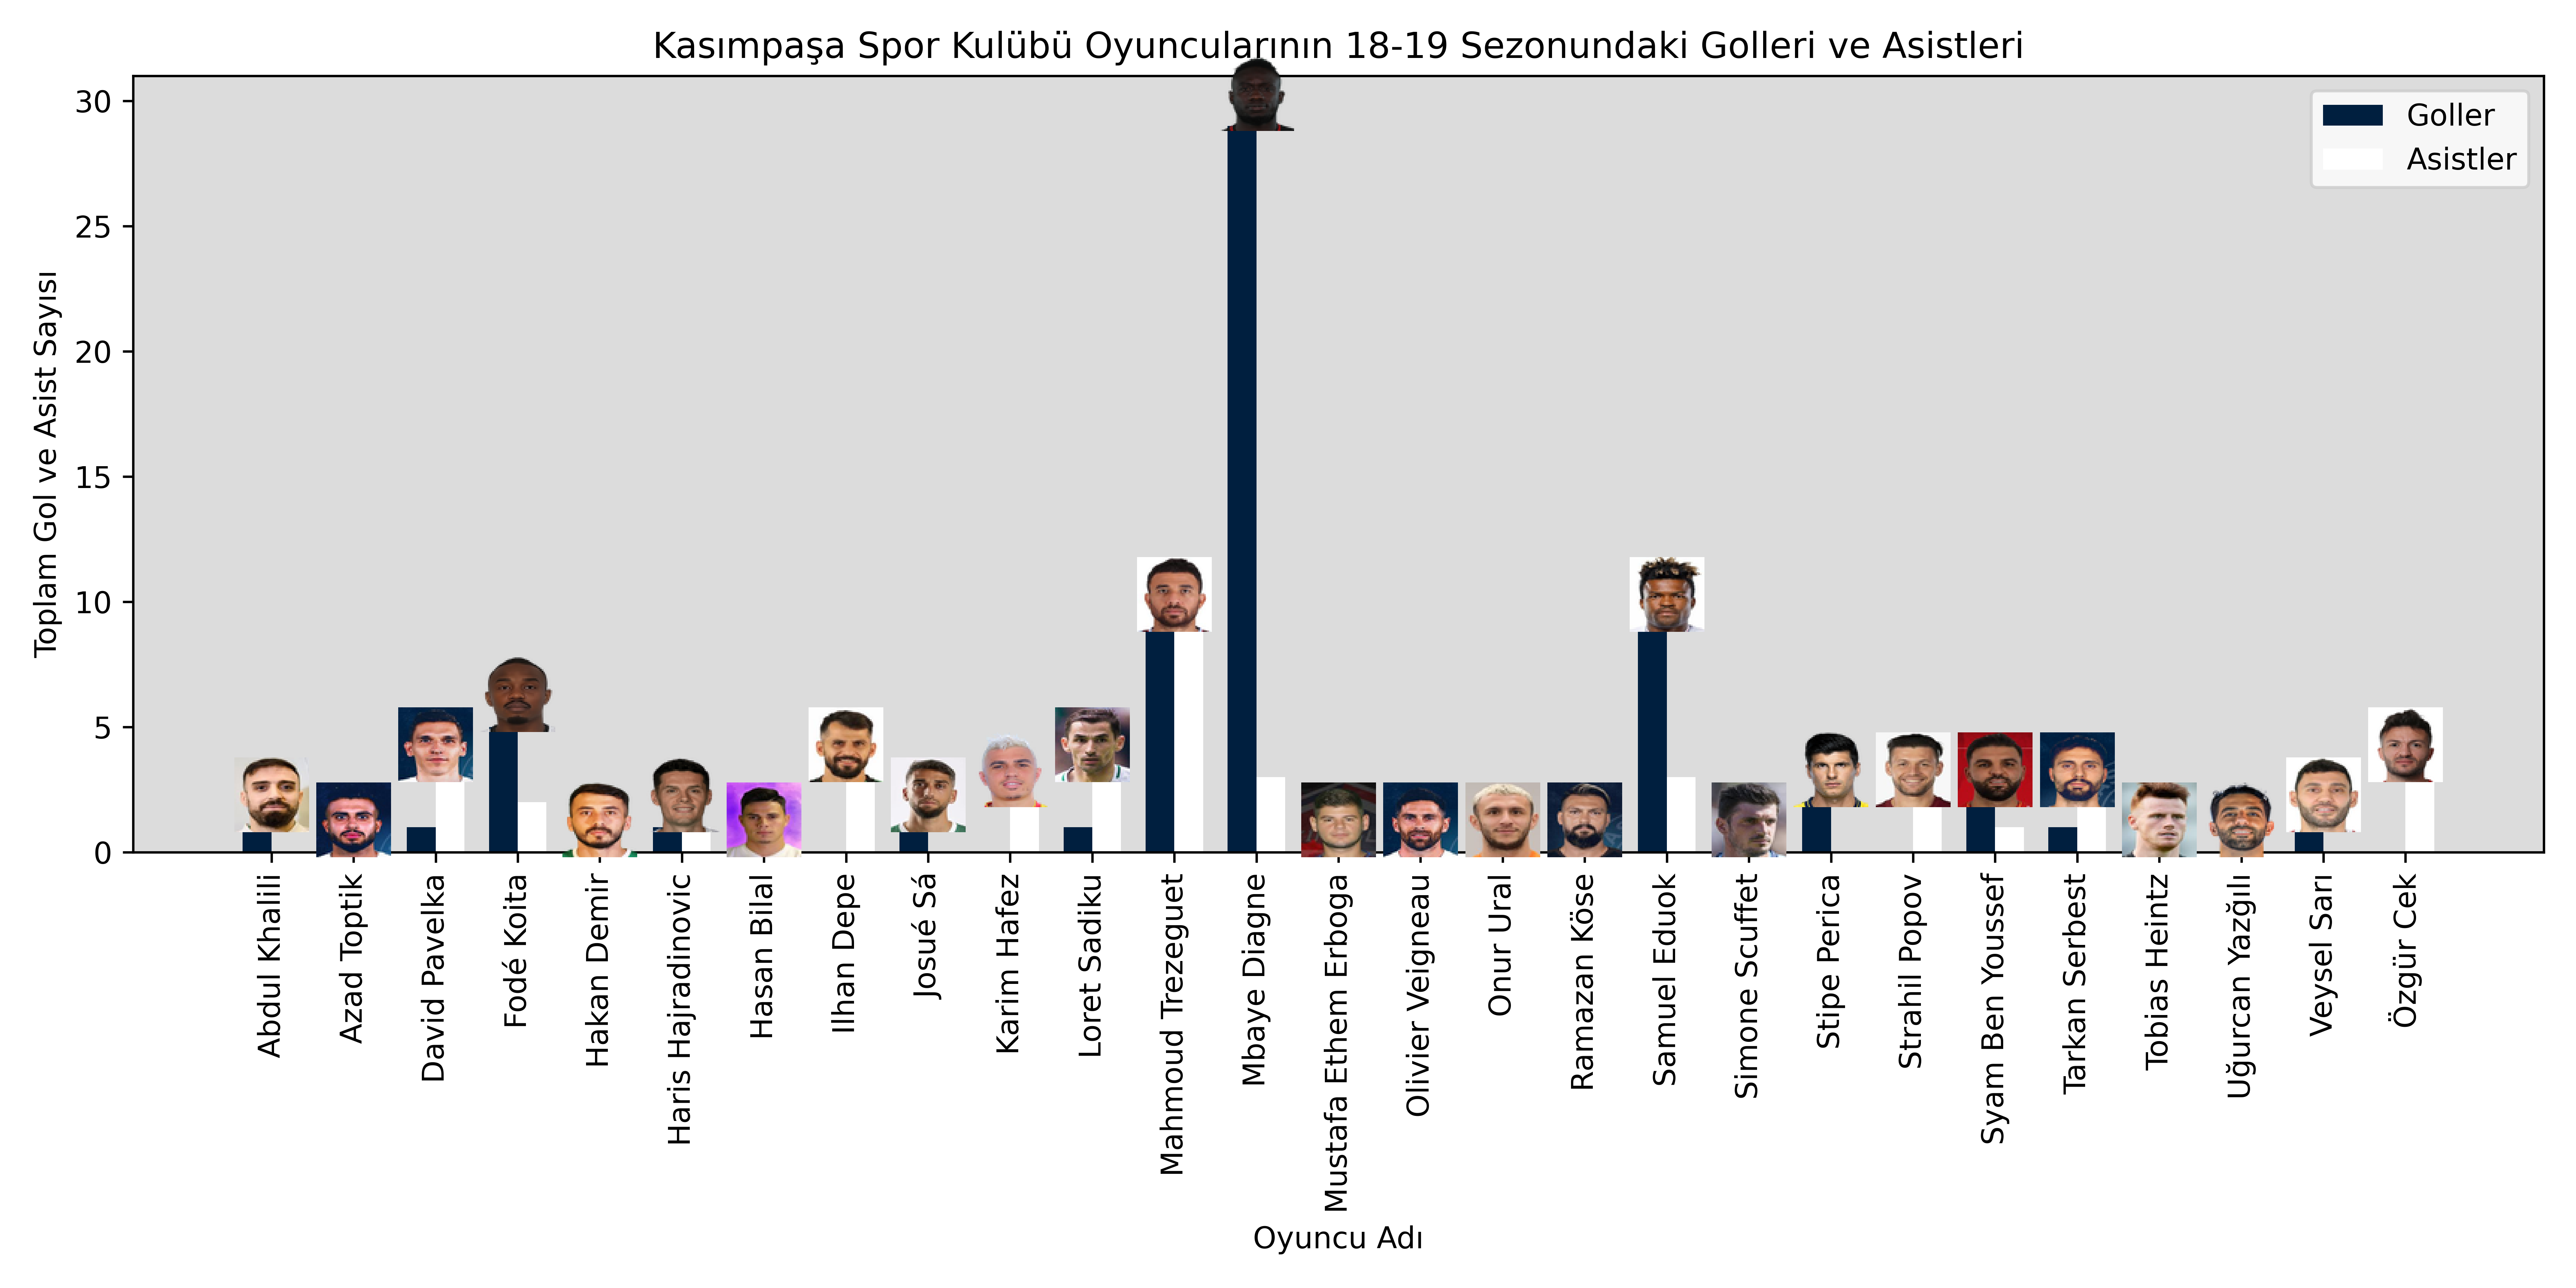 Kasımpaşa Spor Kulübü Oyuncularının 18-19 Sezonundaki Golleri ve Asistleri
Goller
Asistler
Toplam Gol ve Asist Sayısı
30
25
20
15
10
5
0
Abdul Khalili
Azad Toptik
David Pavelka
Fodé Koita
Hakan Demir
Haris Hajradinovic
Hasan Bilal
Ilhan Depe
Josué Sá
Karim Hafez
Loret Sadiku
Mahmoud Trezeguet
Mbaye Diagne
Mustafa Ethem Erboga
Olivier Veigneau
Onur Ural
Ramazan Köse
Samuel Eduok
Simone Scuffet
Stipe Perica
Strahil Popov
Syam Ben Youssef
Tarkan Serbest
Tobias Heintz
Uğurcan Yazğılı
Veysel Sarı
Özgür Cek
Oyuncu Adı